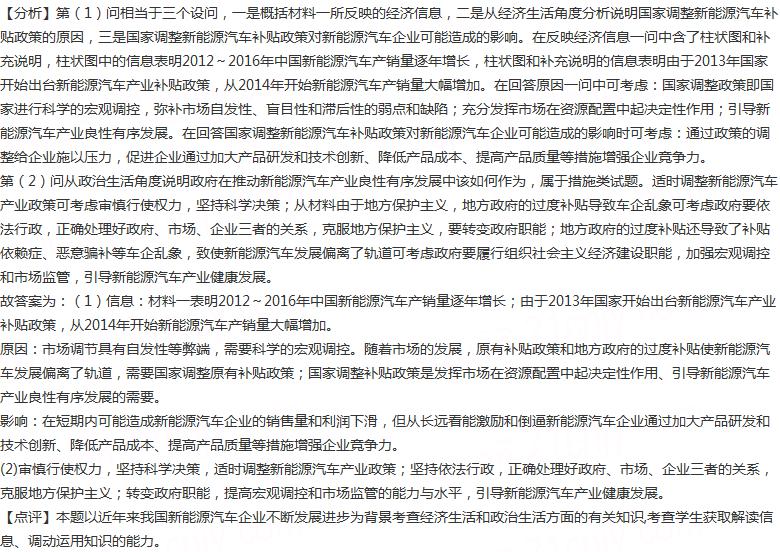 【分析】第（1）问相当于三个设问，一是概括材料一所反映的经济信息，二是从经济生活角度分析说明国家调整新能源汽车补
贴政策的原因，三是国家调整新能源汽车补贴政策对新能源汽车企业可能造成的影响。在反映经济信息一问中含了柱状图和补
充说明，柱状图中的信息表明2012～2016年中国新能源汽车产销量逐年增长，柱状图和补充说明的信息表明由于2013年国家
开始出台新能源汽车产业补贴政策，从2014年开始新能源汽车产销量大幅增加。在回答原因一问中可考虑：国家调整政策即国
家进行科学的宏观调控，弥补市场自发性、盲目性和滞后性的弱点和缺陷；充分发挥市场在资源配置中起决定性作用；引导新
能源汽车产业良性有序发展。在回答国家调整新能源汽车补贴政策对新能源汽车企业可能造成的影响时可考虑：通过政策的调
整给企业施以压力，促进企业通过加大产品研发和技术创新、降低产品成本、提高产品质量等措施增强企业竞争力。
第（2）问从政治生活角度说明政府在推动新能源汽车产业良性有序发展中该如何作为，属于措施类试题。适时调整新能源汽车
产业政策可考虑审慎行使权力，坚持科学决策；从材料由于地方保护主义，地方政府的过度补贴导致车企乱象可考虑政府要依
法行政，正确处理好政府、市场、企业三者的关系，克服地方保护主义，要转变政府职能；地方政府的过度补贴还导致了补贴
依赖症、恶意骗补等车企乱象，致使新能源汽车发展偏离了轨道可考虑政府要履行组织社会主义经济建设职能，加强宏观调控
和市场监管，引导新能源汽车产业健康发展。
故答案为：（1）信息：材料一表明2012～2016年中国新能源汽车产销量逐年增长；由于2013年国家开始出台新能源汽车产业
补贴政策，从2014年开始新能源汽车产销量大幅增加。
原因：市场调节具有自发性等弊端，需要科学的宏观调控。随着市场的发展，原有补贴政策和地方政府的过度补贴使新能源汽
车发展偏离了轨道，需要国家调整原有补贴政策；国家调整补贴政策是发挥市场在资源配置中起决定性作用、引导新能源汽车
产业良性有序发展的需要。
影响：在短期内可能造成新能源汽车企业的销售量和利润下滑，但从长远看能激励和倒逼新能源汽车企业通过加大产品研发和
技术创新、降低产品成本、提高产品质量等措施增强企业竞争力。
(2)审慎行使权力，坚持科学决策，适时调整新能源汽车产业政策；坚持依法行政，正确处理好政府、市场、企业三者的关系，
克服地方保护主义；转变政府职能，提高宏观调控和市场监管的能力与水平，引导新能源汽车产业健康发展。
【点评】本题以近年来我国新能源汽车企业不断发展进步为背景考查经济生活和政治生活方面的有关知识,考查学生获取解读信
息、调动运用知识的能力。